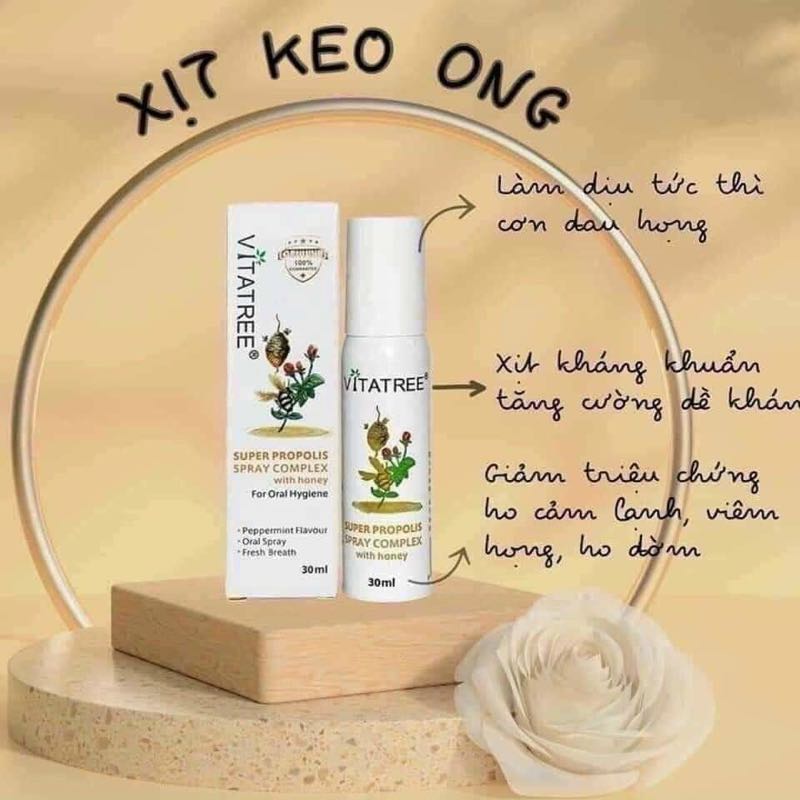 XỊT KEO ONG
Làm dịu tức thì
cơn đau họng
Xịt kháng khuẩn
tăng cường đề khán
Giảm triệu chứng
ho cảm lạnh, viêm
họng, ho đờm
VITATREE®
100%
SUPER PROPOLIS
SPRAY COMPLEX
with honey
For Oral Hygiene
• Peppermint Flavour
• Oral Spray
• Fresh Breath
30ml
VITATREE®
SUPER PROPOLIS
SPRAY COMPLEX
with honey
30ml